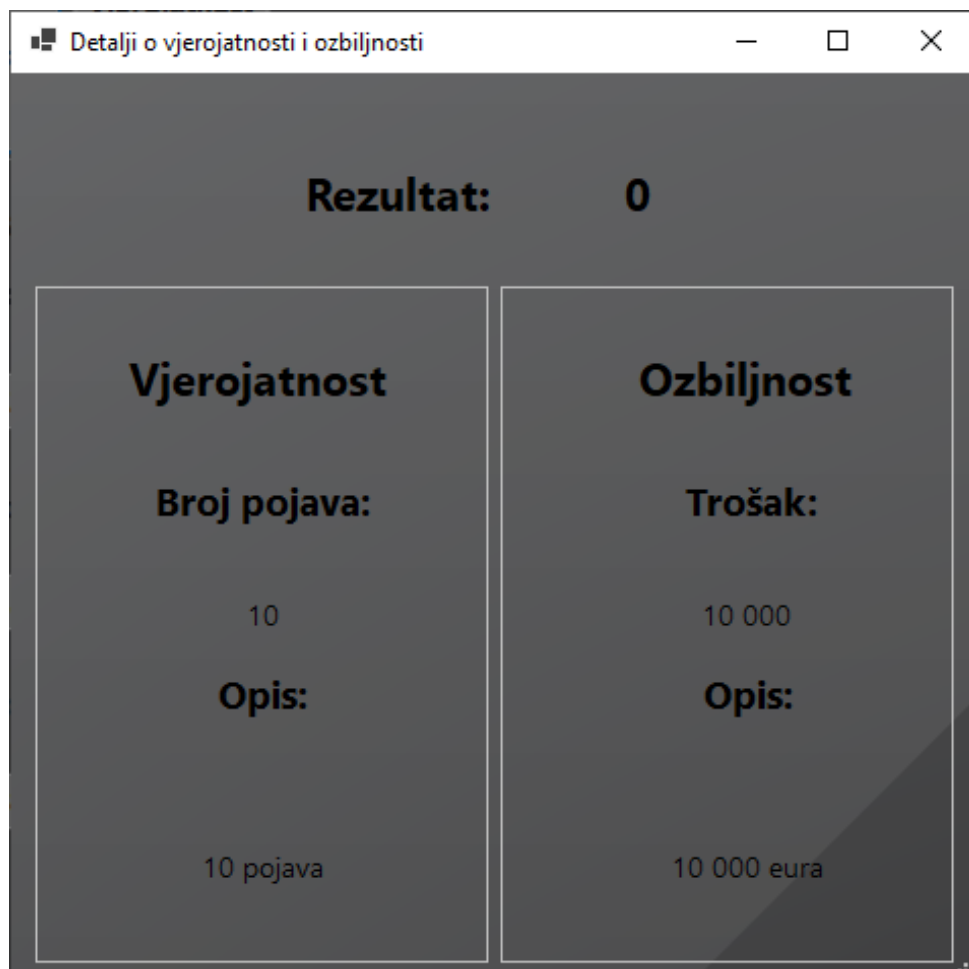 Detalji o vjerojatnosti i ozbiljnosti
Rezultat: 0
Vjerojatnost
Broj pojava:
10
Opis:
10 pojava
Ozbiljnost
Trošak:
10 000
Opis:
10 000 eura